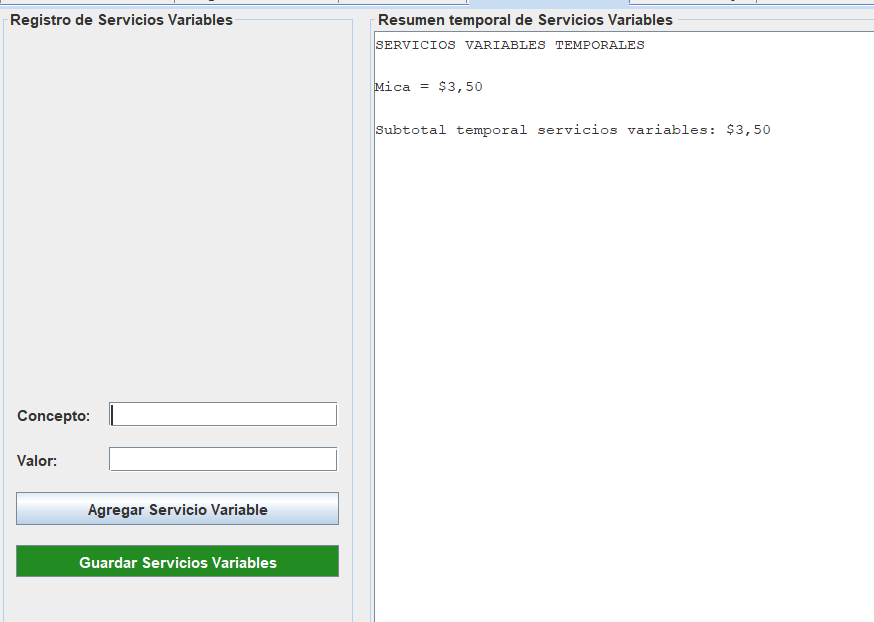 Registro de Servicios Variables
Resumen temporal de Servicios Variables
SERVICIOS VARIABLES TEMPORALES
Mica = $3,50
Subtotal temporal servicios variables: $3,50
Concepto:
Valor:
Agregar Servicio Variable
Guardar Servicios Variables